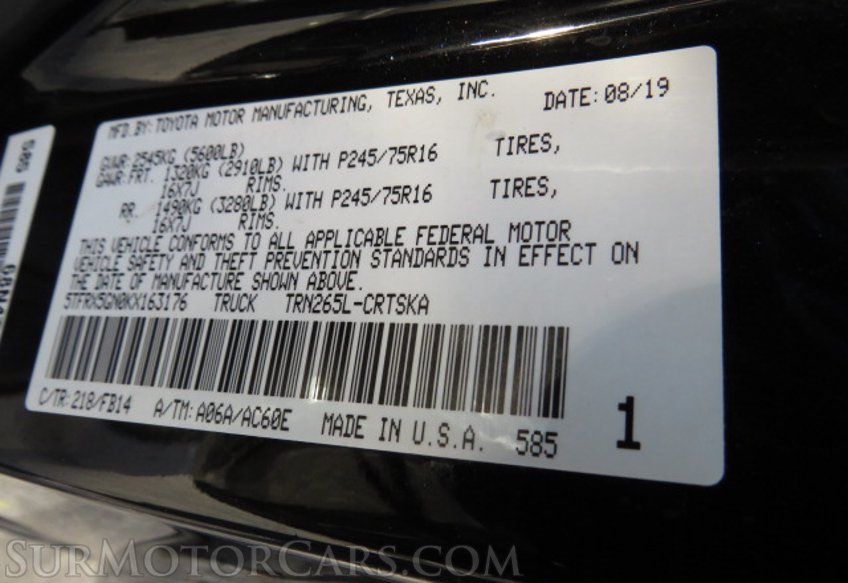 MFD.BY:TOYOTA MOTOR MANUFACTURING, TEXAS, INC. DATE:08/19
GVWR:2545KG (5600LB)
GAWR:FRT. 1320KG (2910LB) WITH P245/75R16 TIRES,
16X7J RIMS.
RR. 1490KG (3280LB) WITH P245/75R16 TIRES,
16X7J RIMS.
THIS VEHICLE CONFORMS TO ALL APPLICABLE FEDERAL MOTOR
VEHICLE SAFETY AND THEFT PREVENTION STANDARDS IN EFFECT ON
THE DATE OF MANUFACTURE SHOWN ABOVE.
5TFRX5GN0KX163176 TRUCK TRN265L-CRTSKA
C/TR:218/FB14 A/TM:A06A/AC60E MADE IN U.S.A. 585 1
585
SURMOTORCARS.COM